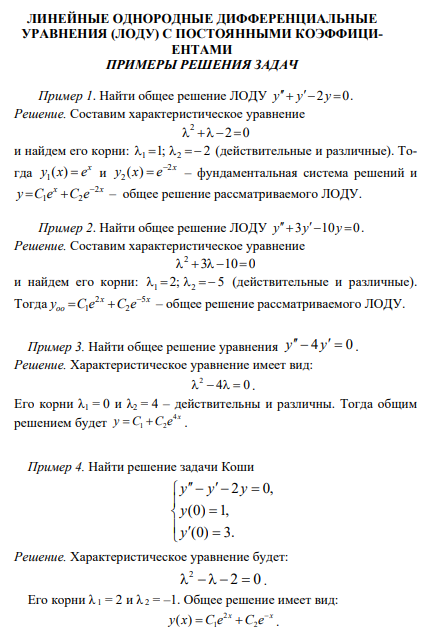 ЛИНЕЙНЫЕ ОДНОРОДНЫЕ ДИФФЕРЕНЦИАЛЬНЫЕ
УРАВНЕНИЯ (ЛОДУ) С ПОСТОЯННЫМИ КОЭФФИЦИ-
ЕНТАМИ
ПРИМЕРЫ РЕШЕНИЯ ЗАДАЧ
Пример 1. Найти общее решение ЛОДУ y″ + y′ − 2y = 0.
Решение. Составим характеристическое уравнение
λ² + λ − 2 = 0
и найдем его корни: λ₁ = 1; λ₂ = − 2 (действительные и различные). То-
гда y₁(x) = eˣ и y₂(x) = e⁻²ˣ – фундаментальная система решений и
y = C₁eˣ + C₂e⁻²ˣ – общее решение рассматриваемого ЛОДУ.
Пример 2. Найти общее решение ЛОДУ y″ + 3y′ − 10y = 0.
Решение. Составим характеристическое уравнение
λ² + 3λ − 10 = 0
и найдем его корни: λ₁ = 2; λ₂ = − 5 (действительные и различные).
Тогда yₒₒ = C₁e²ˣ + C₂e⁻⁵ˣ – общее решение рассматриваемого ЛОДУ.
Пример 3. Найти общее решение уравнения y″ − 4y′ = 0 .
Решение. Характеристическое уравнение имеет вид:
λ² − 4λ = 0 .
Его корни λ₁ = 0 и λ₂ = 4 – действительны и различны. Тогда общим
решением будет y = C₁ + C₂e⁴ˣ .
Пример 4. Найти решение задачи Коши
y″ − y′ − 2y = 0,
y(0) = 1,
y′(0) = 3.
Решение. Характеристическое уравнение будет:
λ² − λ − 2 = 0 .
Его корни λ ₁ = 2 и λ ₂ = –1. Общее решение имеет вид:
y(x) = C₁e²ˣ + C₂e⁻ˣ .